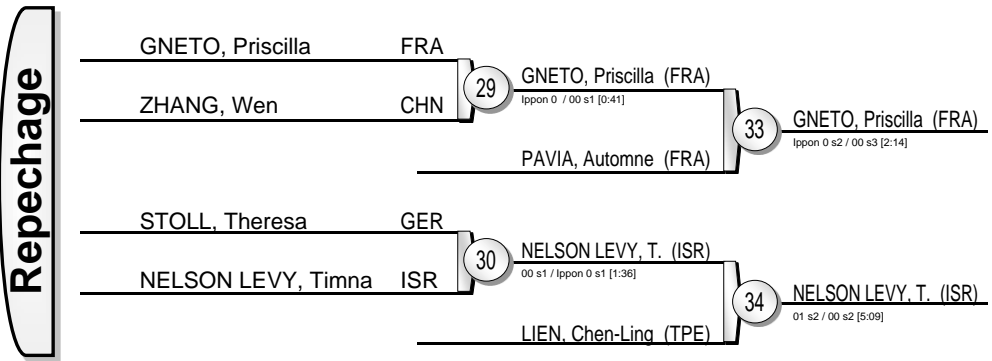 Repechage
GNETO, Priscilla FRA
ZHANG, Wen CHN
29
GNETO, Priscilla (FRA)
Ippon 0 / 00 s1 [0:41]
PAVIA, Automne (FRA)
33
GNETO, Priscilla (FRA)
Ippon 0 s2 / 00 s3 [2:14]
STOLL, Theresa GER
NELSON LEVY, Timna ISR
30
NELSON LEVY, T. (ISR)
00 s1 / Ippon 0 s1 [1:36]
LIEN, Chen-Ling (TPE)
34
NELSON LEVY, T. (ISR)
01 s2 / 00 s2 [5:09]